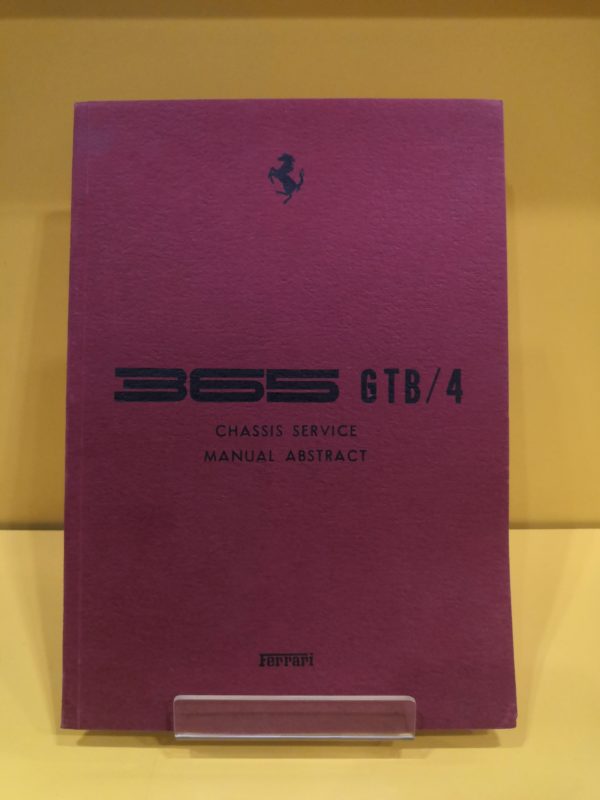 365 GTB/4
CHASSIS SERVICE
MANUAL ABSTRACT
Ferrari